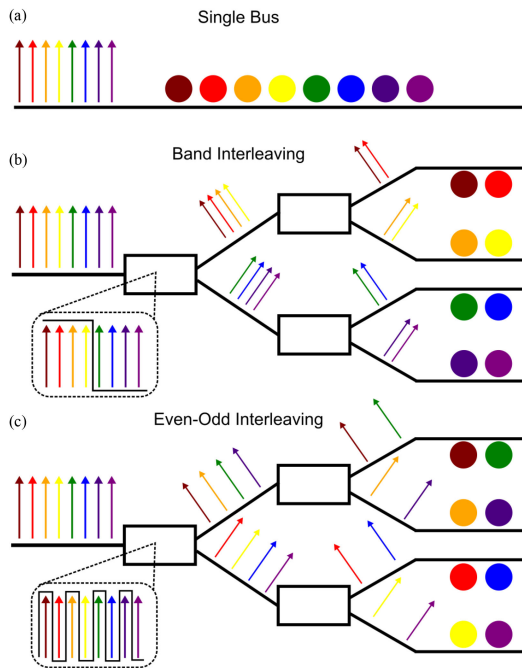 (a)
Single Bus
(b)
Band Interleaving
(c)
Even-Odd Interleaving